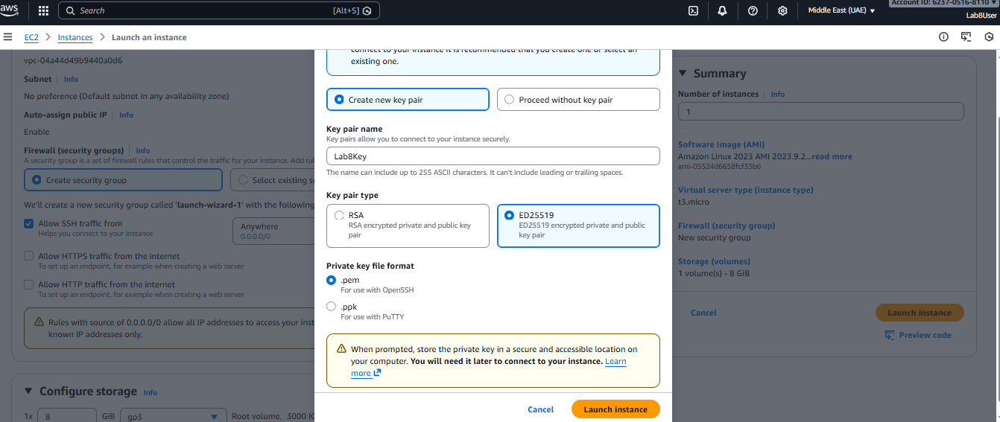 aws
Search
[Alt+S]
Middle East (UAE)
Account ID: 6237-0516-8110
Lab8User
EC2
Instances
Launch an instance
vpc-04a44d49b9440a0d6
Subnet
Info
No preference (Default subnet in any availability zone)
Auto-assign public IP
Info
Enable
Firewall (security groups)
Info
A security group is a set of firewall rules that control the traffic for your instance. Add rul
Create security group
Select existing s
We'll create a new security group called 'launch-wizard-1' with the following
Allow SSH traffic from
Helps you connect to your instance
Anywhere
0.0.0.0/0
Allow HTTPS traffic from the internet
To set up an endpoint, for example when creating a web server
Allow HTTP traffic from the internet
To set up an endpoint, for example when creating a web server
Rules with source of 0.0.0.0/0 allow all IP addresses to access your inst
known IP addresses only.
Configure storage
Info
1x
8
GiB
gp3
Root volume, 3000 IO
connect to your instance it is recommended that you create one or select an
existing one.
Create new key pair
Proceed without key pair
Key pair name
Key pairs allow you to connect to your instance securely.
Lab8Key
The name can include up to 255 ASCII characters. It can't include leading or trailing spaces.
Key pair type
RSA
RSA encrypted private and public key
pair
ED25519
ED25519 encrypted private and public
key pair
Private key file format
.pem
For use with OpenSSH
.ppk
For use with PuTTY
When prompted, store the private key in a secure and accessible location on
your computer. You will need it later to connect to your instance. Learn
more
Cancel
Launch instance
Summary
Number of instances
Info
1
Software Image (AMI)
Amazon Linux 2023 AMI 2023.9.2...read more
ami-05524d6658fcf35b6
Virtual server type (instance type)
t3.micro
Firewall (security group)
New security group
Storage (volumes)
1 volume(s) - 8 GiB
Cancel
Launch instance
Preview code